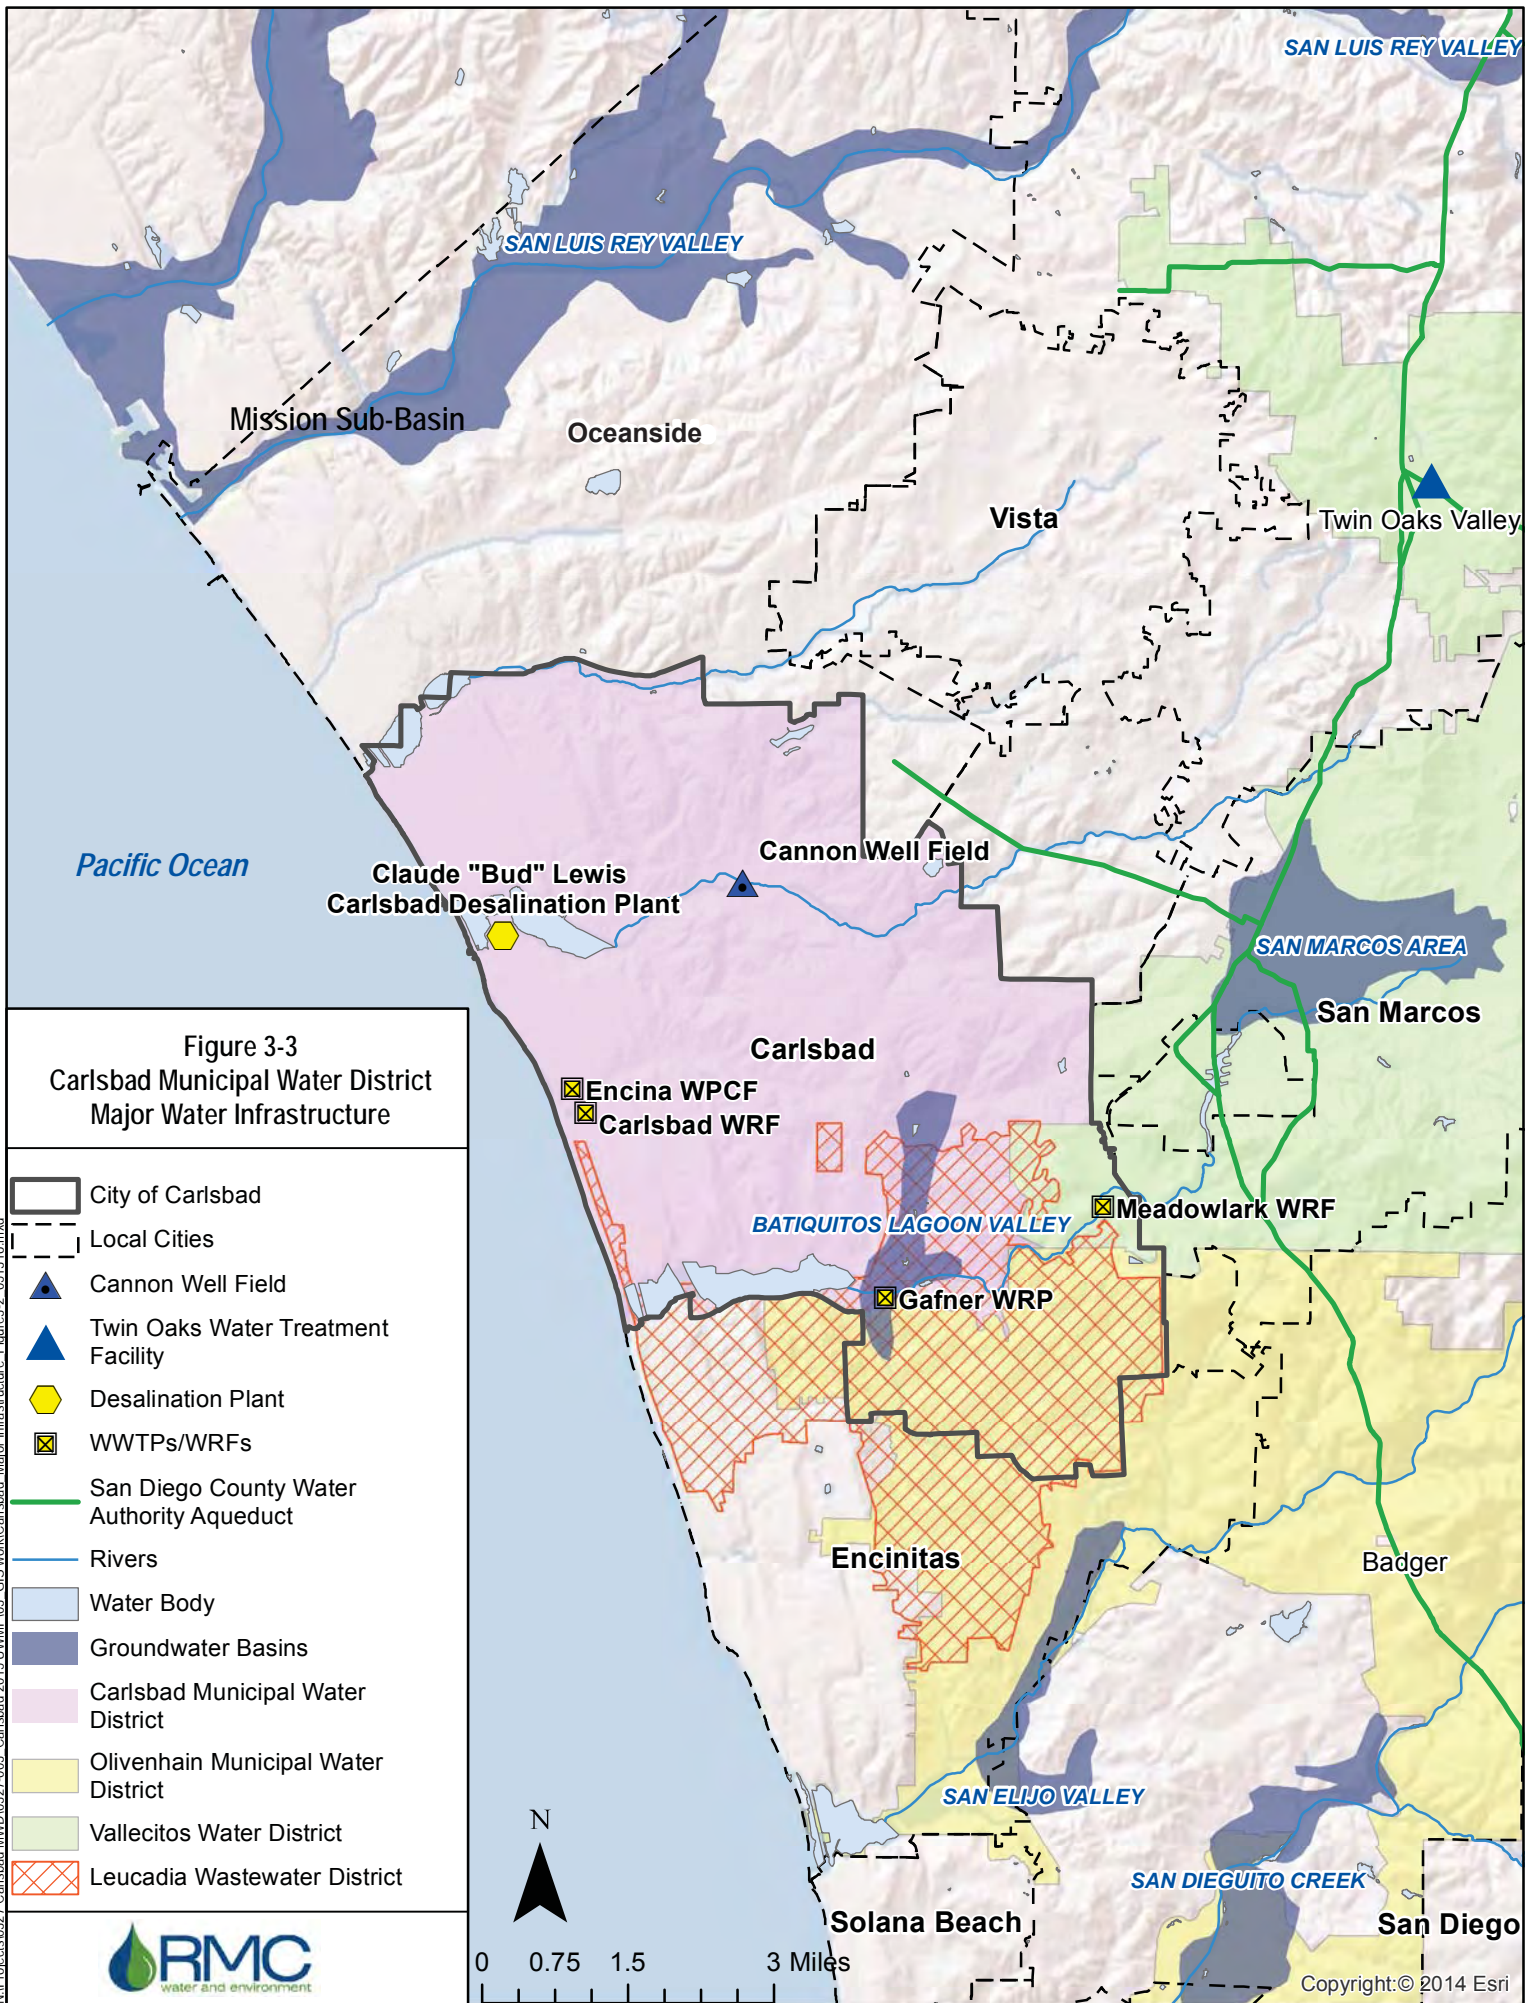 SAN LUIS REY VALLEY
SAN LUIS REY VALLEY
Mission Sub-Basin
Oceanside
Vista
Twin Oaks Valley
Pacific Ocean
Cannon Well Field
Claude "Bud" Lewis
Carlsbad Desalination Plant
SAN MARCOS AREA
San Marcos
Carlsbad
Encina WPCF
Carlsbad WRF
Meadowlark WRF
BATIQUITOS LAGOON VALLEY
Gafner WRP
Encinitas
Badger
SAN ELIJO VALLEY
SAN DIEGUITO CREEK
Solana Beach
San Diego
Figure 3-3
Carlsbad Municipal Water District
Major Water Infrastructure
City of Carlsbad
Local Cities
Cannon Well Field
Twin Oaks Water Treatment
Facility
Desalination Plant
WWTPs/WRFs
San Diego County Water
Authority Aqueduct
Rivers
Water Body
Groundwater Basins
Carlsbad Municipal Water
District
Olivenhain Municipal Water
District
Vallecitos Water District
Leucadia Wastewater District
RMC
water and environment
N
0 0.75 1.5 3 Miles
Copyright:© 2014 Esri